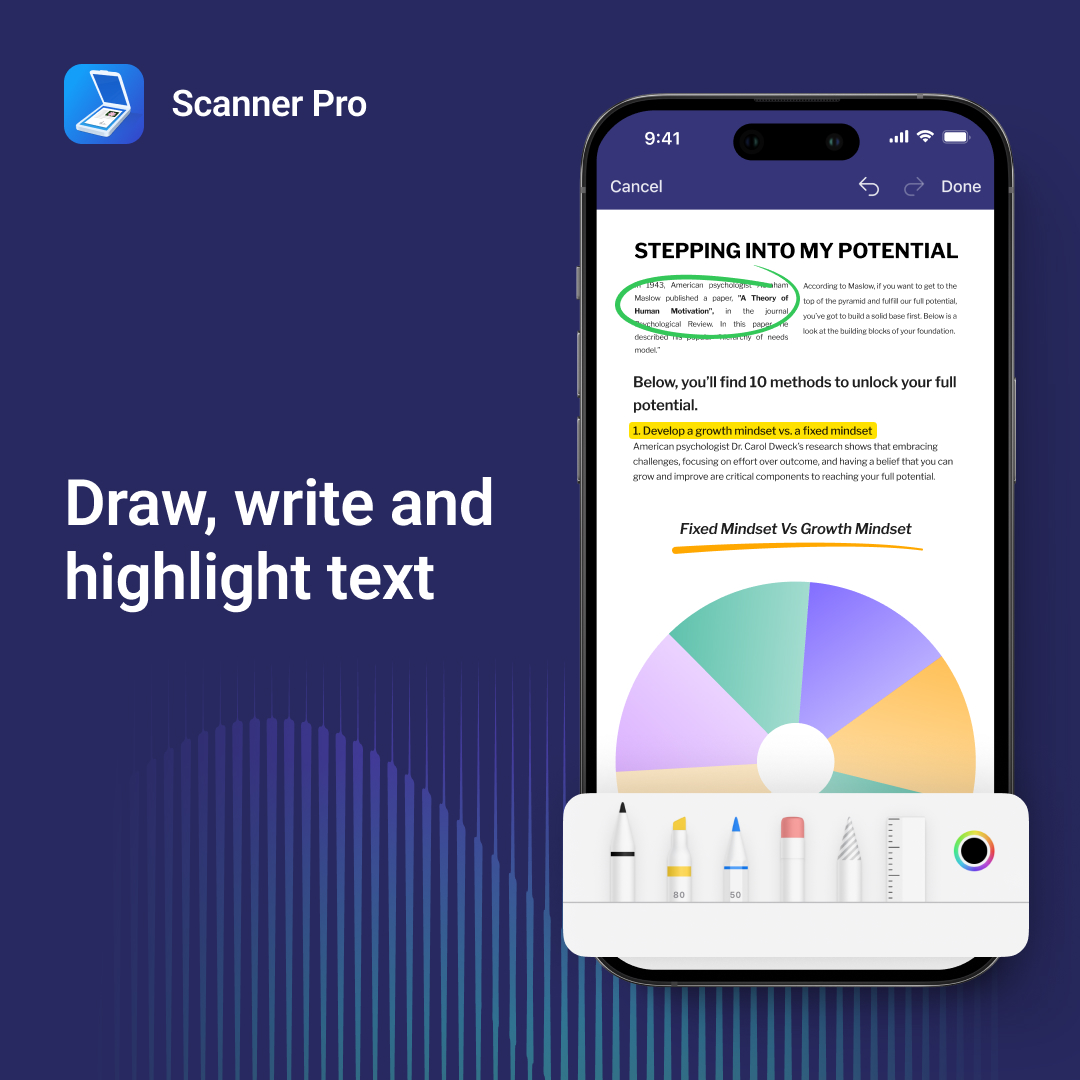 Scanner Pro
Draw, write and
highlight text
9:41
Cancel
Done
STEPPING INTO MY POTENTIAL
1943, American psychologist Abraham
Maslow published a paper, "A Theory of
Human Motivation", in the journal
Psychological Review. In this paper, he
described his popular "hierarchy of needs
model."
According to Maslow, if you want to get to the
top of the pyramid and fulfill our full potential,
you've got to build a solid base first. Below is a
look at the building blocks of your foundation.
Below, you'll find 10 methods to unlock your full
potential.
1. Develop a growth mindset vs. a fixed mindset
American psychologist Dr. Carol Dweck's research shows that embracing
challenges, focusing on effort over outcome, and having a belief that you can
grow and improve are critical components to reaching your full potential.
Fixed Mindset Vs Growth Mindset
80
50